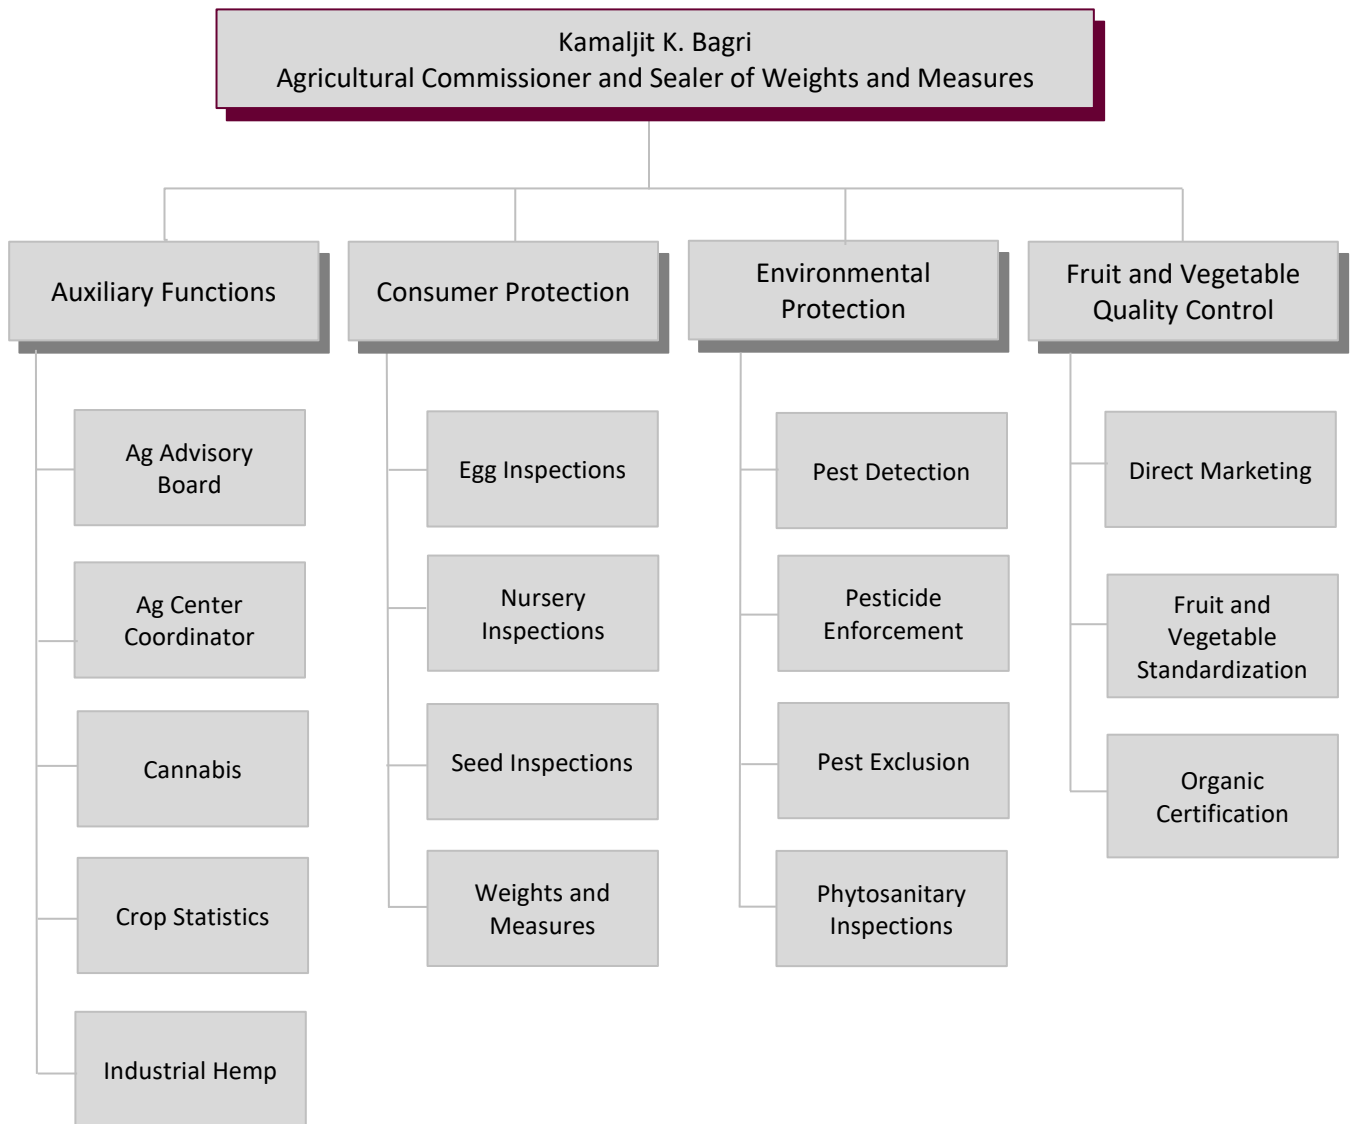 Kamaljit K. Bagri
Agricultural Commissioner and Sealer of Weights and Measures
Auxiliary Functions
Consumer Protection
Environmental
Protection
Fruit and Vegetable
Quality Control
Ag Advisory
Board
Ag Center
Coordinator
Cannabis
Crop Statistics
Industrial Hemp
Egg Inspections
Nursery
Inspections
Seed Inspections
Weights and
Measures
Pest Detection
Pesticide
Enforcement
Pest Exclusion
Phytosanitary
Inspections
Direct Marketing
Fruit and
Vegetable
Standardization
Organic
Certification